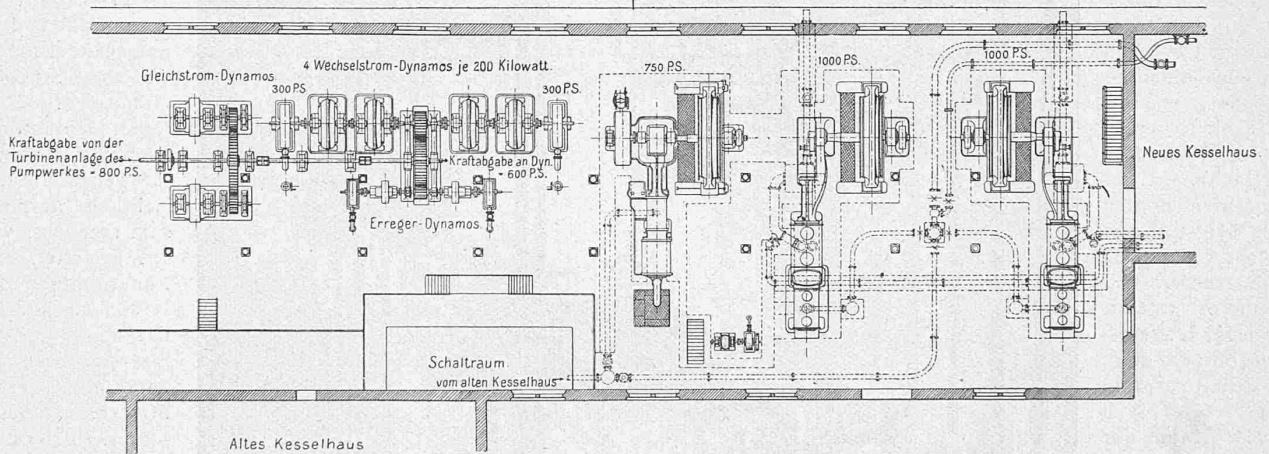 4 Wechselstrom-Dynamos je 200 Kilowatt.
Gleichstrom-Dynamos.
300 P.S.
300 P.S.
750 P.S.
1000 P.S.
1000 P.S.
Kraftabgabe von der
Turbinenanlage des
Pumpwerkes - 800 P.S.
Kraftabgabe an Dyn.
- 600 P.S.
Erreger-Dynamos.
Neues Kesselhaus.
Schaltraum
vom alten Kesselhaus
Altes Kesselhaus